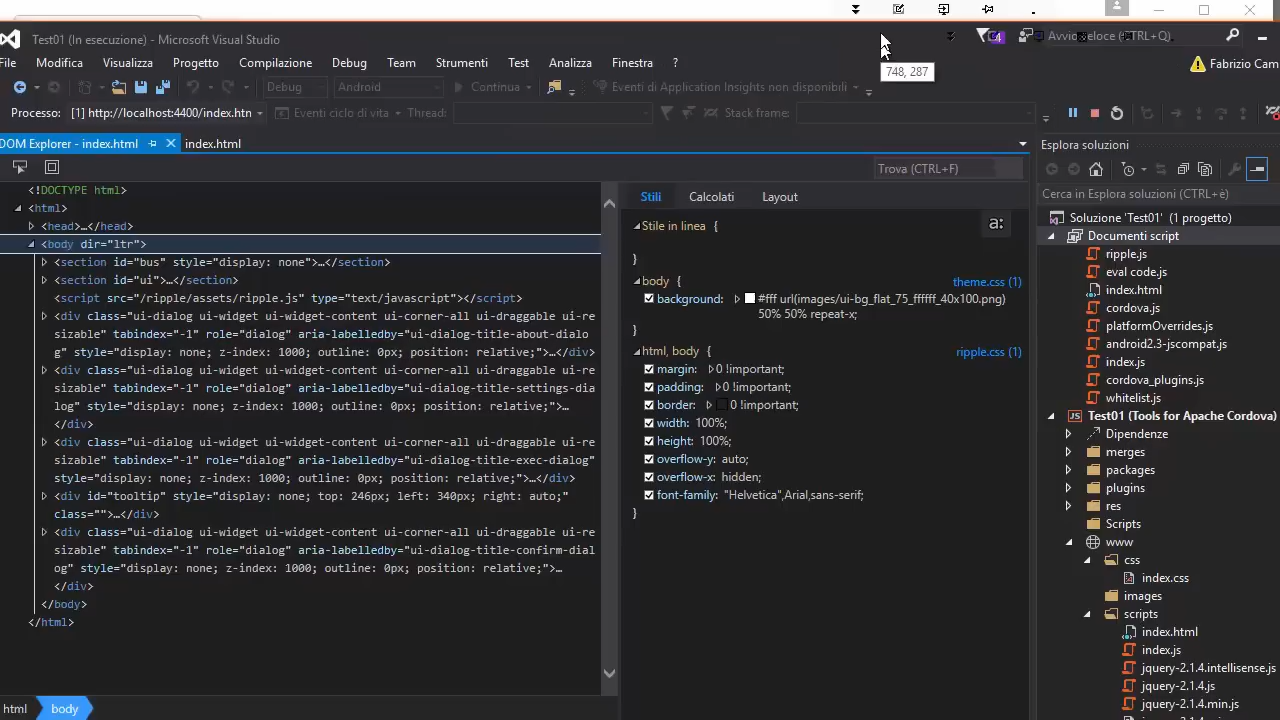 Test01 (In esecuzione) - Microsoft Visual Studio
4
Avvio veloce (CTRL+Q)
748, 287
File Modifica Visualizza Progetto Compilazione Debug Team Strumenti Test Analizza Finestra ?
Fabrizio Cam
Debug Android Continua Eventi di Application Insights non disponibili
Processo: [1] http://localhost:4400/index.htn Eventi ciclo di vita Thread: Stack frame:
DOM Explorer - index.html index.html
Trova (CTRL+F)
<!DOCTYPE html>
<html>
<head>…</head>
<body dir="ltr">
<section id="bus" style="display: none">…</section>
<section id="ui">…</section>
<script src="/ripple/assets/ripple.js" type="text/javascript"></script>
<div class="ui-dialog ui-widget ui-widget-content ui-corner-all ui-draggable ui-re
sizable" tabindex="-1" role="dialog" aria-labelledby="ui-dialog-title-about-dialo
g" style="display: none; z-index: 1000; outline: 0px; position: relative;">…</div>
<div class="ui-dialog ui-widget ui-widget-content ui-corner-all ui-draggable ui-re
sizable" tabindex="-1" role="dialog" aria-labelledby="ui-dialog-title-settings-dia
log" style="display: none; z-index: 1000; outline: 0px; position: relative;">…
</div>
<div class="ui-dialog ui-widget ui-widget-content ui-corner-all ui-draggable ui-re
sizable" tabindex="-1" role="dialog" aria-labelledby="ui-dialog-title-exec-dialog"
style="display: none; z-index: 1000; outline: 0px; position: relative;">…</div>
<div id="tooltip" style="display: none; top: 246px; left: 340px; right: auto;"
class="">…</div>
<div class="ui-dialog ui-widget ui-widget-content ui-corner-all ui-draggable ui-re
sizable" tabindex="-1" role="dialog" aria-labelledby="ui-dialog-title-confirm-dial
og" style="display: none; z-index: 1000; outline: 0px; position: relative;">…
</div>
</body>
</html>
html body
Stili Calcolati Layout
Stile in linea {
a:
}
body { theme.css (1)
background: #fff url(images/ui-bg_flat_75_ffffff_40x100.png)
50% 50% repeat-x;
}
html, body { ripple.css (1)
margin: 0 !important;
padding: 0 !important;
border: 0 !important;
width: 100%;
height: 100%;
overflow-y: auto;
overflow-x: hidden;
font-family: "Helvetica",Arial,sans-serif;
}
Esplora soluzioni
Cerca in Esplora soluzioni (CTRL+è)
Soluzione 'Test01' (1 progetto)
Documenti script
ripple.js
eval code.js
index.html
cordova.js
platformOverrides.js
android2.3-jscompat.js
index.js
cordova_plugins.js
whitelist.js
JS Test01 (Tools for Apache Cordova)
Dipendenze
merges
packages
plugins
res
Scripts
www
css
index.css
images
scripts
index.html
index.js
jquery-2.1.4.intellisense.js
jquery-2.1.4.js
jquery-2.1.4.min.js